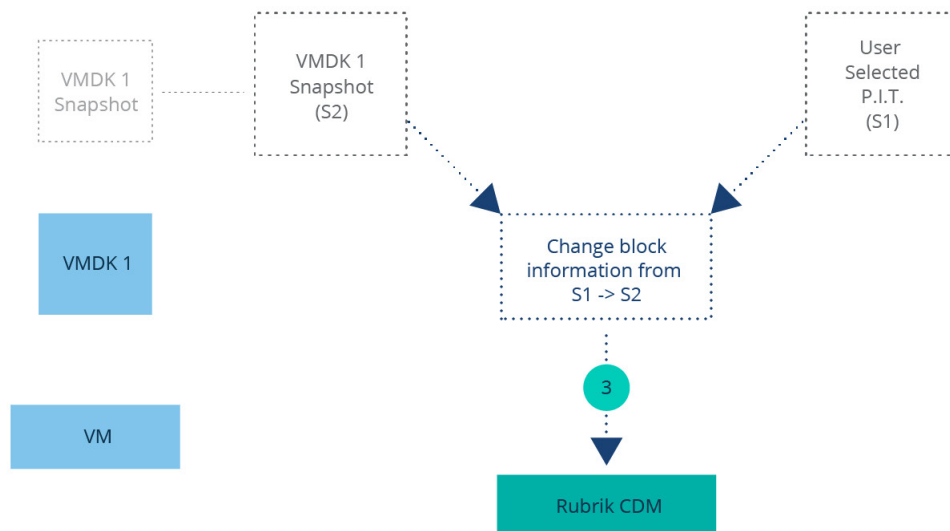 VMDK 1
Snapshot
VMDK 1
Snapshot
(S2)
User
Selected
P.I.T.
(S1)
VMDK 1
Change block
information from
S1 -> S2
3
VM
Rubrik CDM